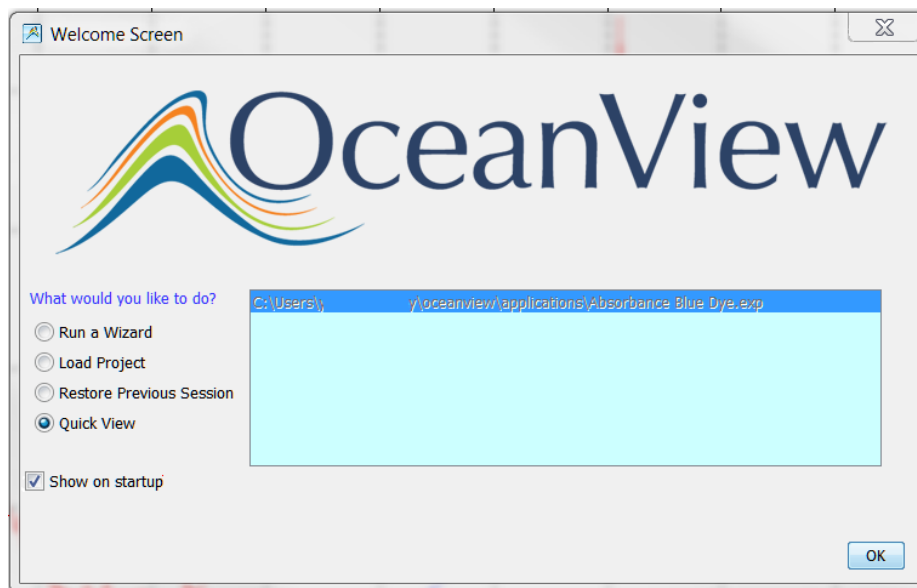 Welcome Screen
OceanView
What would you like to do?
C:\Users\j y\oceanview\applications\Absorbance Blue Dye.exp
Run a Wizard
Load Project
Restore Previous Session
Quick View
Show on startup
OK